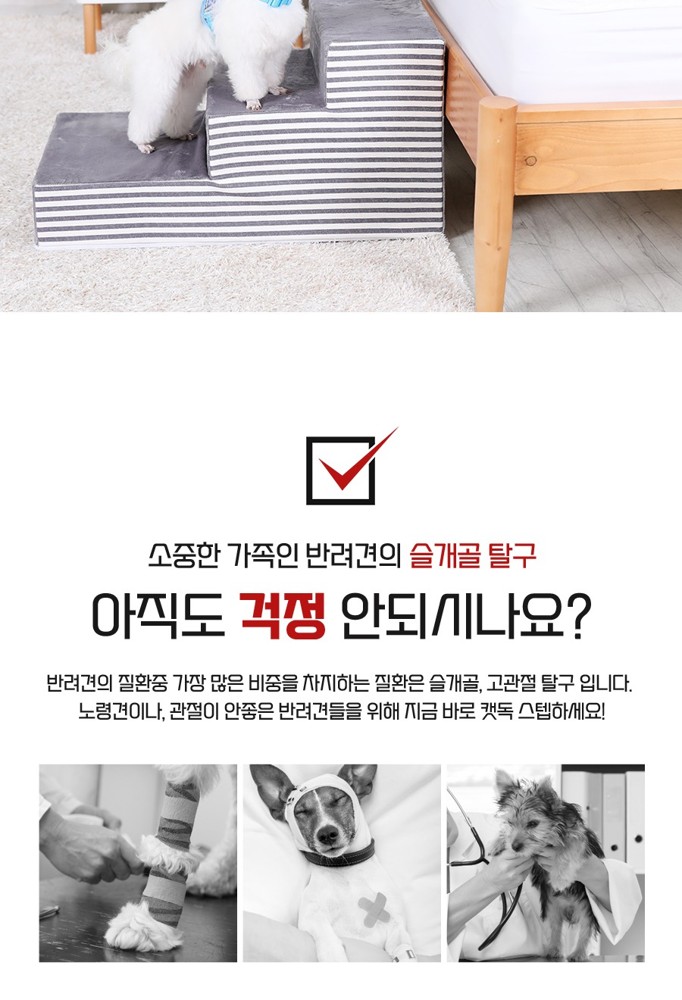 소중한 가족인 반려견의 슬개골 탈구
아직도 걱정 안되시나요?
반려견의 질환중 가장 많은 비중을 차지하는 질환은 슬개골, 고관절 탈구 입니다.
노령견이나, 관절이 안좋은 반려견들을 위해 지금 바로 캣독 스텝하세요!